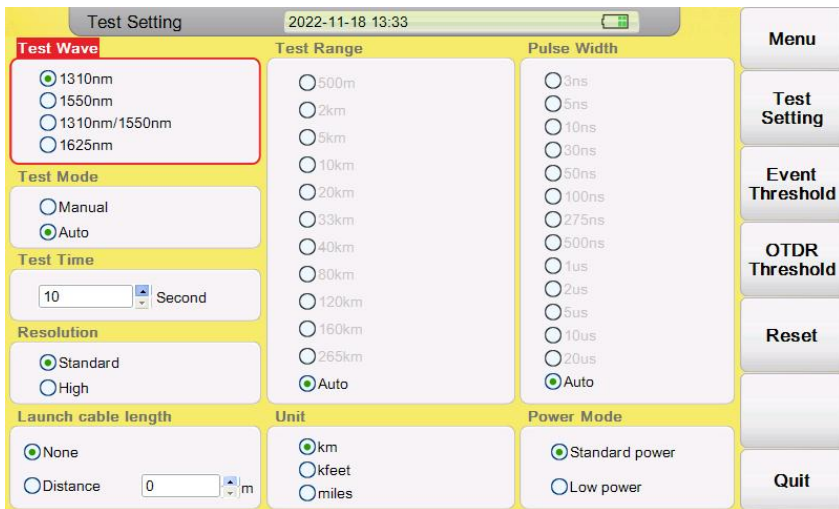 Test Setting
2022-11-18 13:33
Test Wave
1310nm
1550nm
1310nm/1550nm
1625nm
Test Mode
Manual
Auto
Test Time
10 Second
Resolution
Standard
High
Launch cable length
None
Distance 0 m
Test Range
500m
2km
5km
10km
20km
33km
40km
80km
120km
160km
265km
Auto
Unit
km
kfeet
miles
Pulse Width
3ns
5ns
10ns
30ns
50ns
100ns
275ns
500ns
1us
2us
5us
10us
20us
Auto
Power Mode
Standard power
Low power
Menu
Test
Setting
Event
Threshold
OTDR
Threshold
Reset
Quit